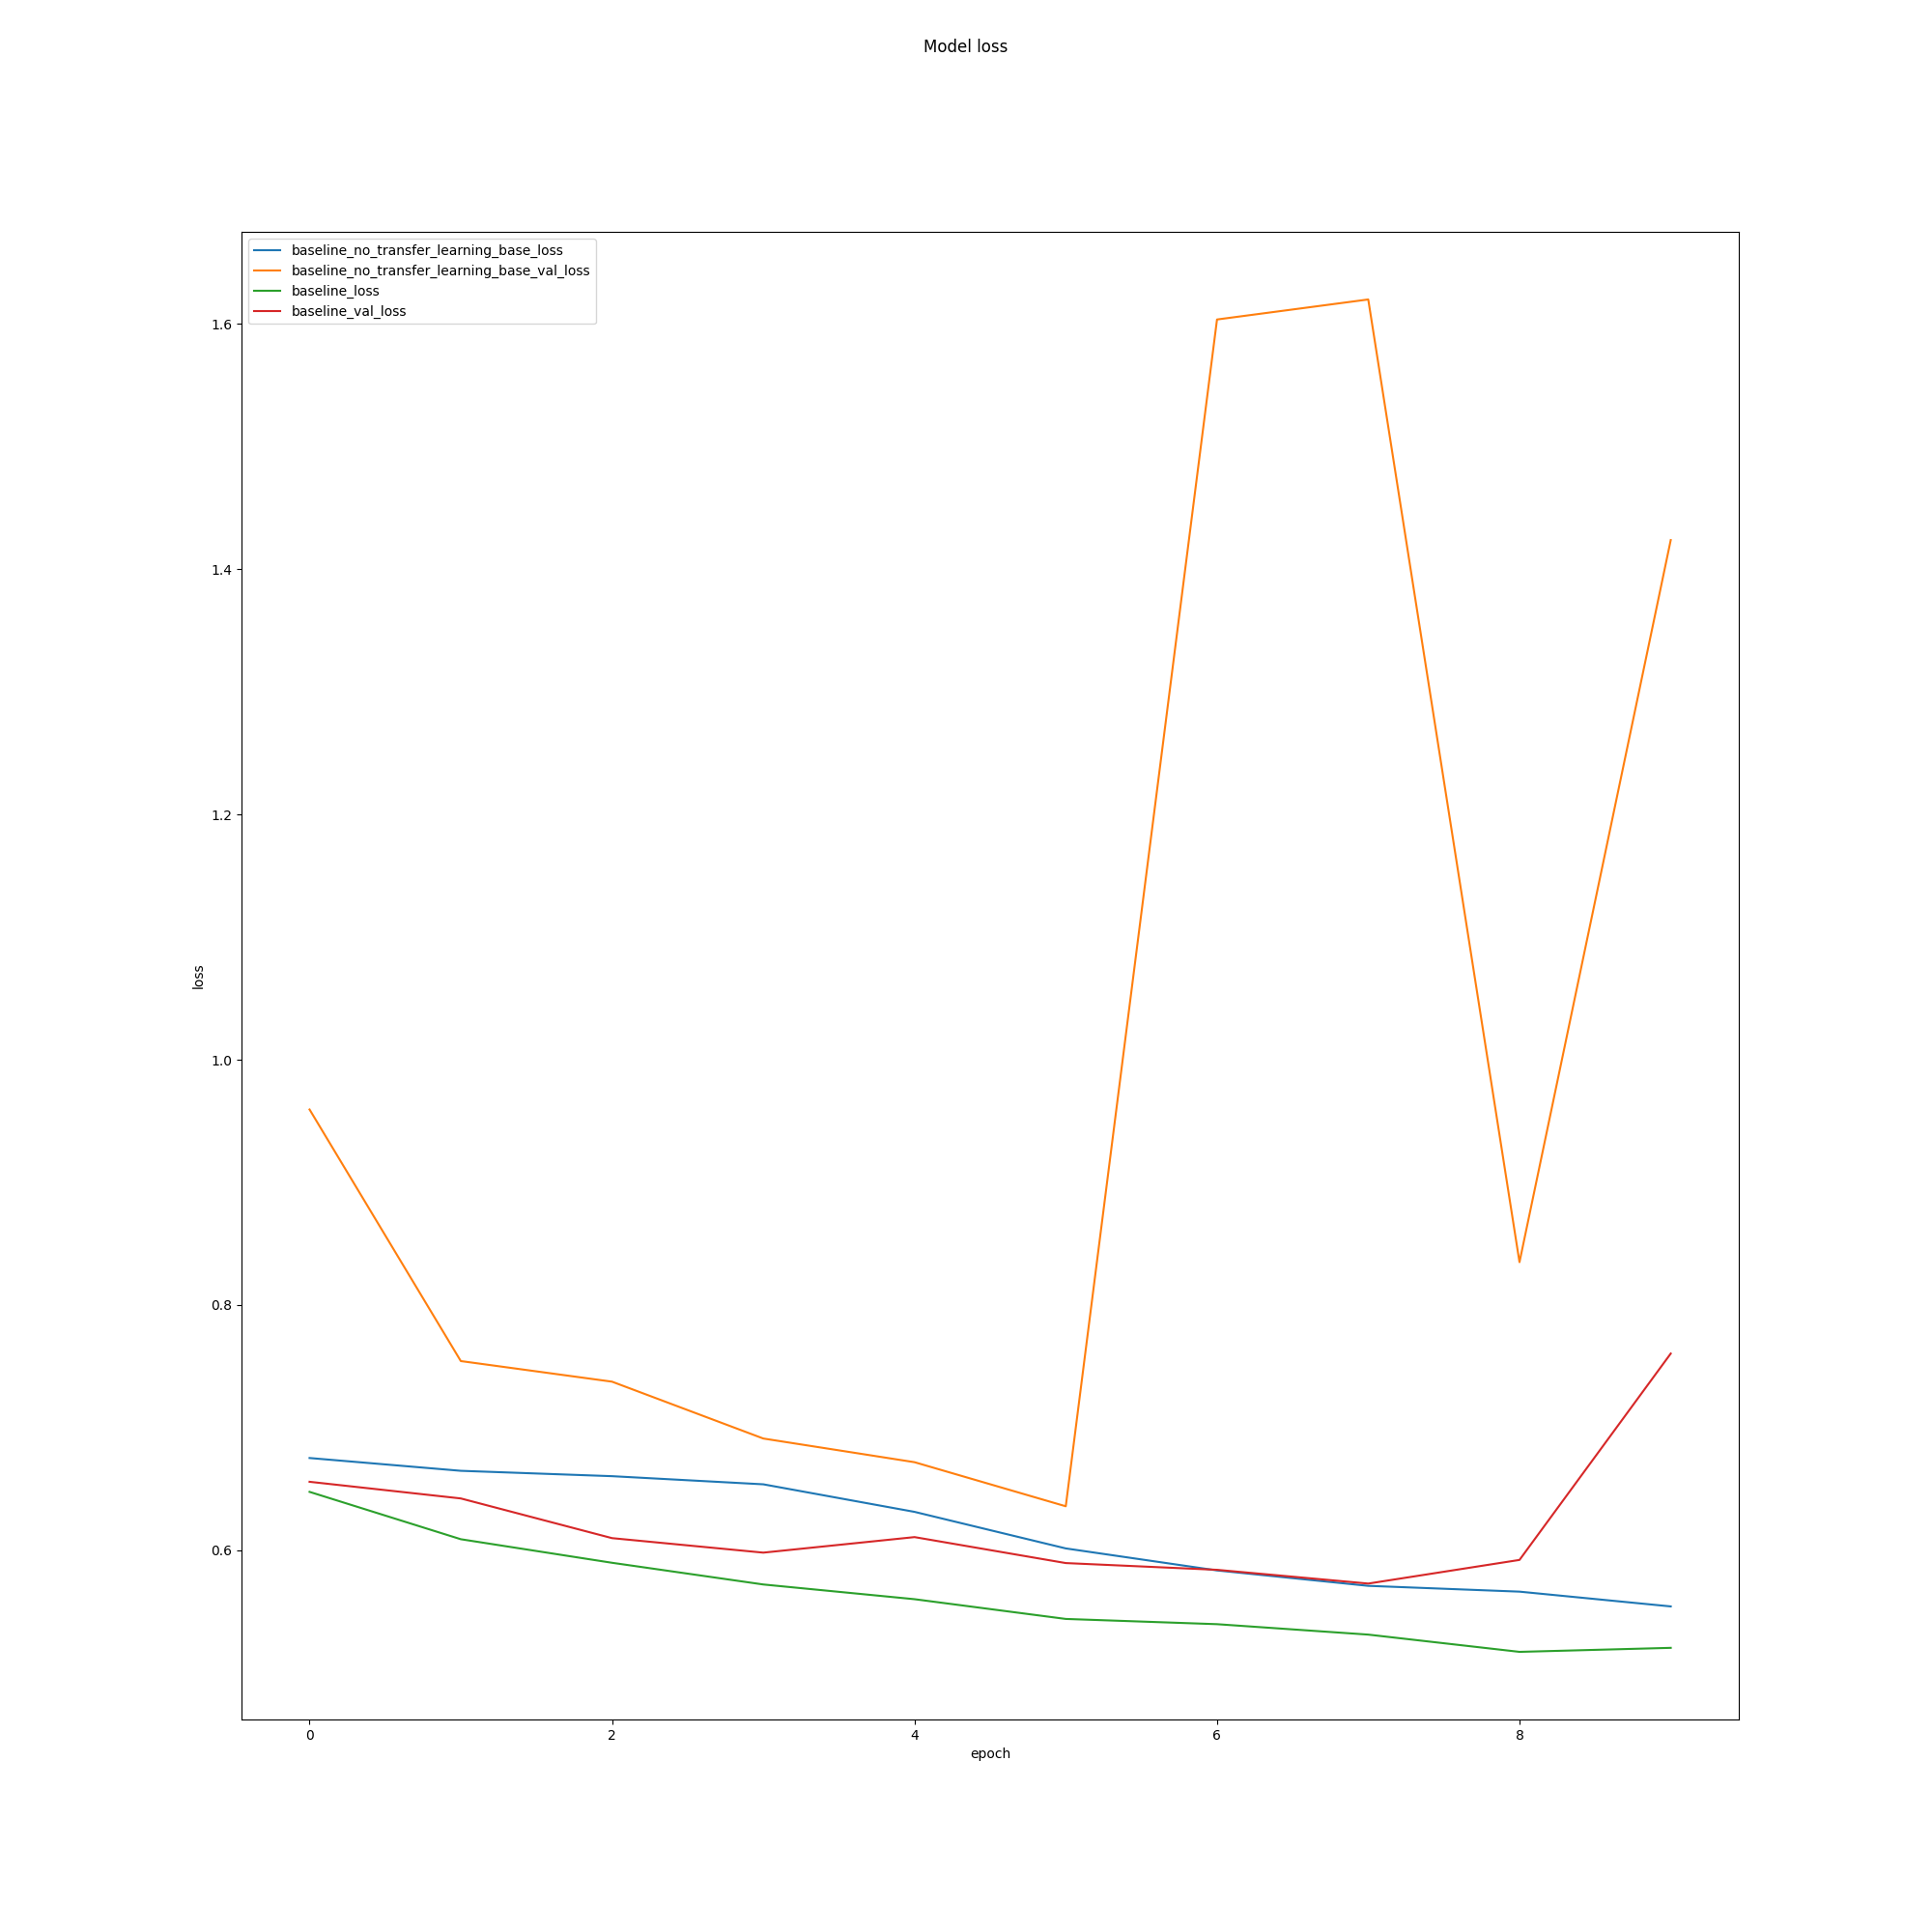 Model loss
baseline_no_transfer_learning_base_loss
baseline_no_transfer_learning_base_val_loss
baseline_loss
baseline_val_loss
1.6
1.4
1.2
1.0
0.8
0.6
loss
0 2 4 6 8
epoch